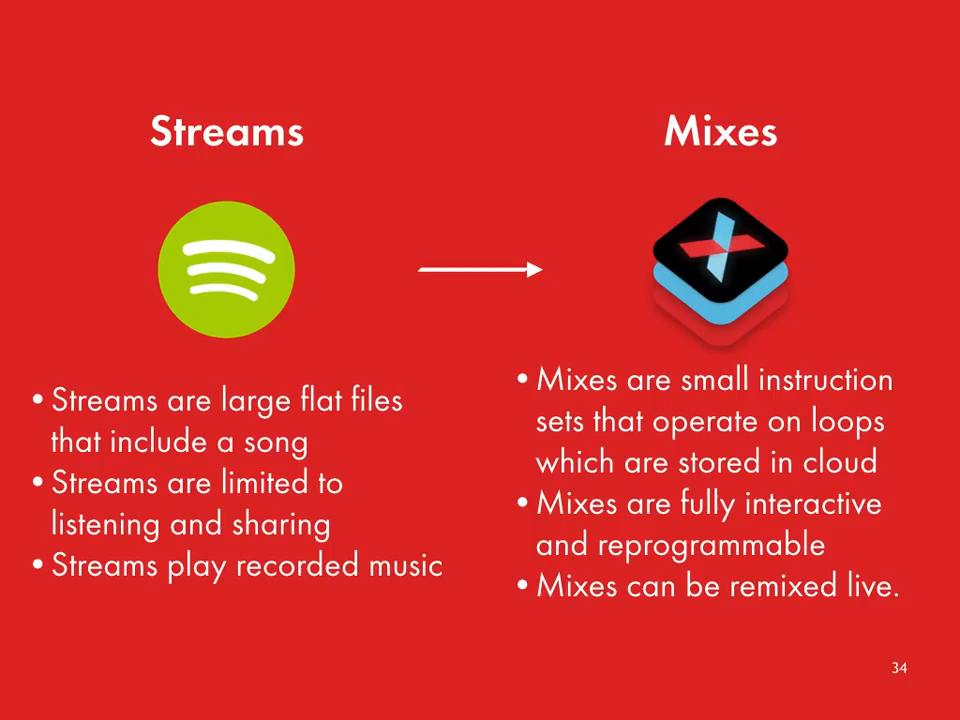 Streams
•Streams are large flat files
that include a song
•Streams are limited to
listening and sharing
•Streams play recorded music
Mixes
•Mixes are small instruction
sets that operate on loops
which are stored in cloud
•Mixes are fully interactive
and reprogrammable
•Mixes can be remixed live.
34